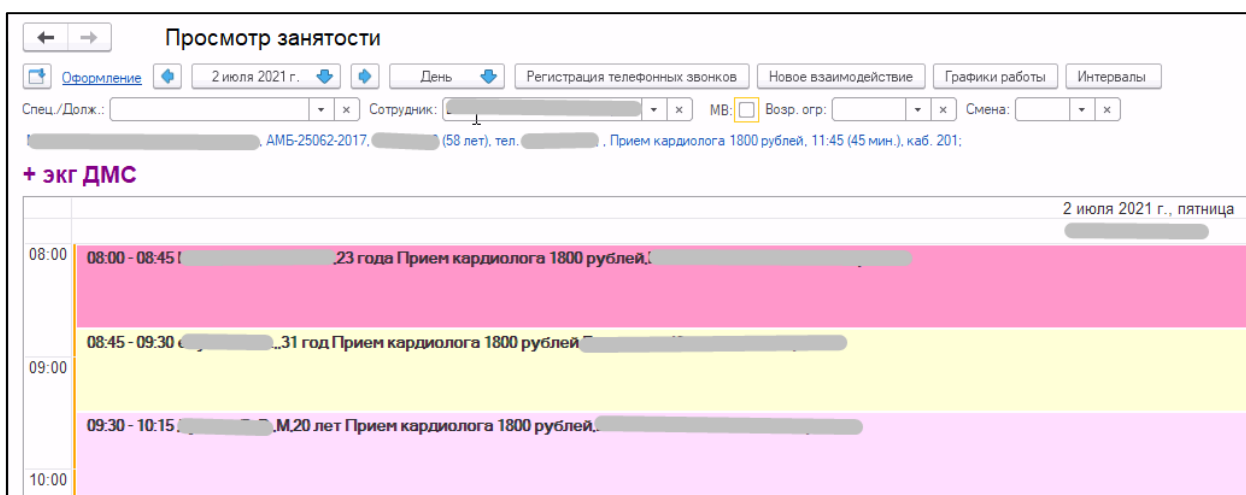 Просмотр занятости
Оформление 2 июля 2021 г. День Регистрация телефонных звонков Новое взаимодействие Графики работы Интервалы
Спец./Долж.: Сотрудник: МВ: Возр. огр: Смена:
, АМБ-25062-2017, (58 лет), тел. , Прием кардиолога 1800 рублей, 11:45 (45 мин.), каб. 201;
+ экг ДМС
2 июля 2021 г., пятница
08:00 08:00 - 08:45 ,23 года Прием кардиолога 1800 рублей,
08:45 - 09:30 ,,31 год Прием кардиолога 1800 рублей
09:00
09:30 - 10:15 ,М,20 лет Прием кардиолога 1800 рублей,
10:00